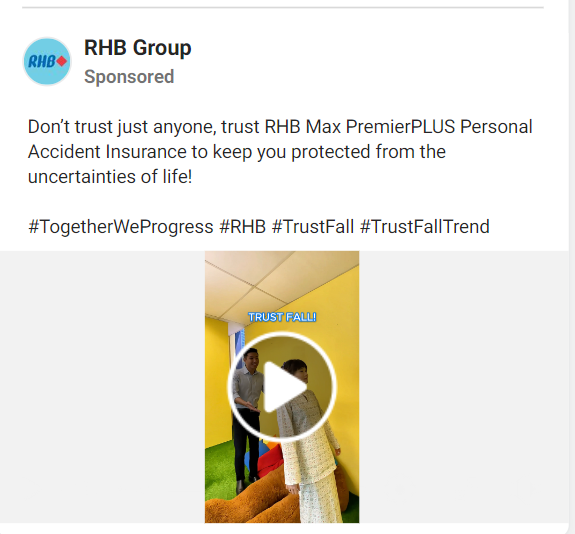 RHB
RHB Group
Sponsored
Don’t trust just anyone, trust RHB Max PremierPLUS Personal
Accident Insurance to keep you protected from the
uncertainties of life!
#TogetherWeProgress #RHB #TrustFall #TrustFallTrend
TRUST FALL!